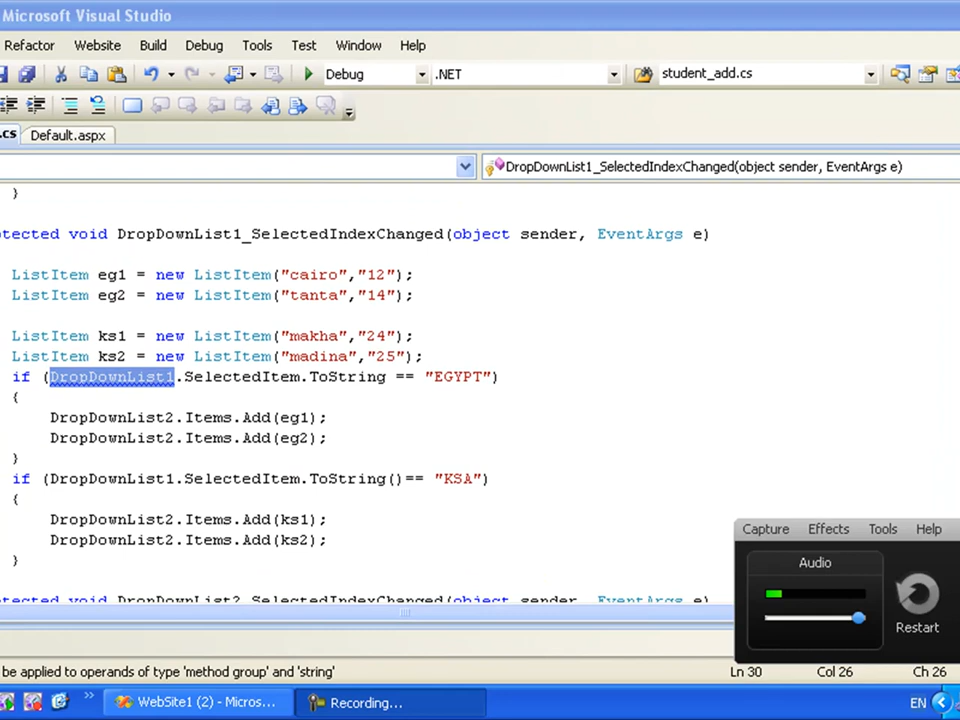 Microsoft Visual Studio
Refactor Website Build Debug Tools Test Window Help
Debug .NET student_add.cs
.cs Default.aspx
DropDownList1_SelectedIndexChanged(object sender, EventArgs e)
}
tected void DropDownList1_SelectedIndexChanged(object sender, EventArgs e)
ListItem eg1 = new ListItem("cairo","12");
ListItem eg2 = new ListItem("tanta","14");
ListItem ks1 = new ListItem("makha","24");
ListItem ks2 = new ListItem("madina","25");
if (DropDownList1.SelectedItem.ToString == "EGYPT")
{
DropDownList2.Items.Add(eg1);
DropDownList2.Items.Add(eg2);
}
if (DropDownList1.SelectedItem.ToString()== "KSA")
{
DropDownList2.Items.Add(ks1);
DropDownList2.Items.Add(ks2);
}
tected void DropDownList2_SelectedIndexChanged(object sender, EventArgs e)
Capture Effects Tools Help
Audio
Restart
be applied to operands of type 'method group' and 'string' Ln 30 Col 26 Ch 26
WebSite1 (2) - Micros... Recording... EN